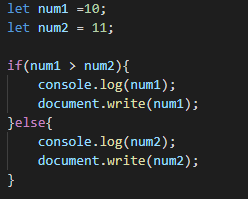 let num1 =10;
let num2 = 11;

if(num1 > num2){
    console.log(num1);
    document.write(num1);
}else{
    console.log(num2);
    document.write(num2);
}